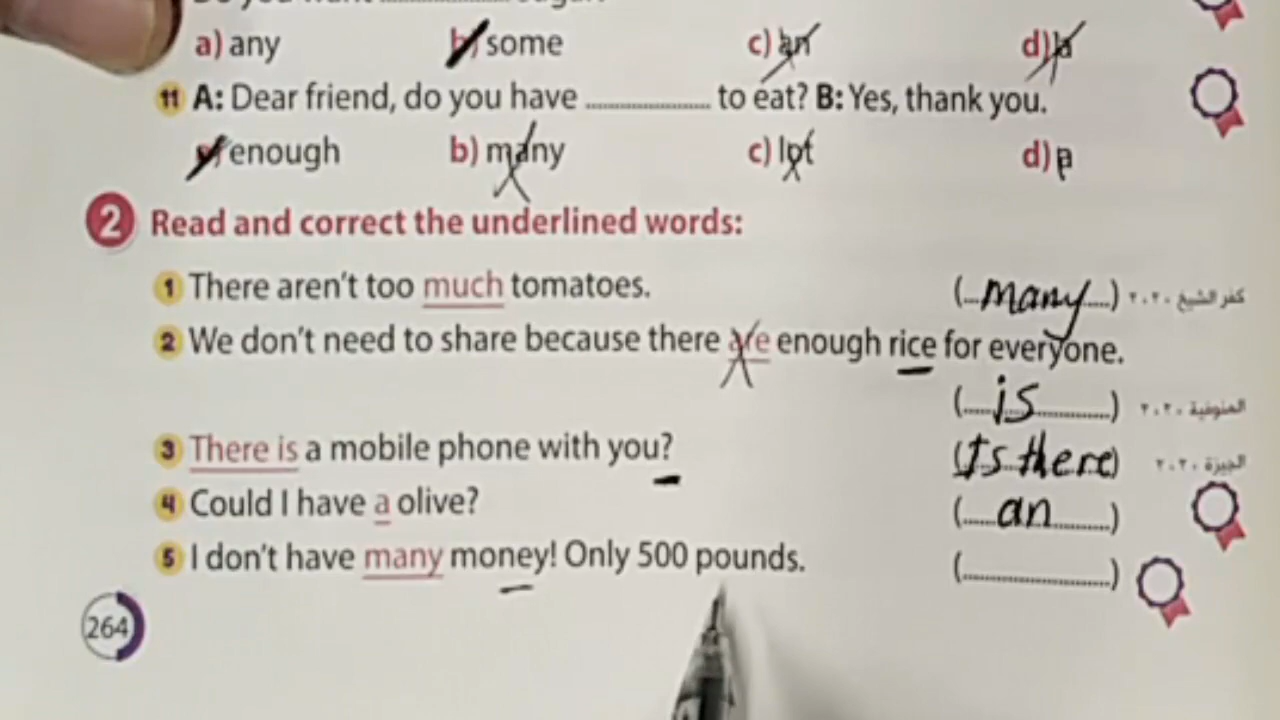 a) any b) some c) an d) a
11 A: Dear friend, do you have .................... to eat? B: Yes, thank you.
a) enough b) many c) lot d) a
2 Read and correct the underlined words:
1 There aren't too much tomatoes. (...many...) كفر الشيخ ٢٠٢٠
2 We don't need to share because there are enough rice for everyone.
(.....is.............) المنوفية ٢٠٢٠
3 There is a mobile phone with you? (Is there) الجيزة ٢٠٢٠
4 Could I have a olive? (.....an..........)
5 I don't have many money! Only 500 pounds. (........................)
264